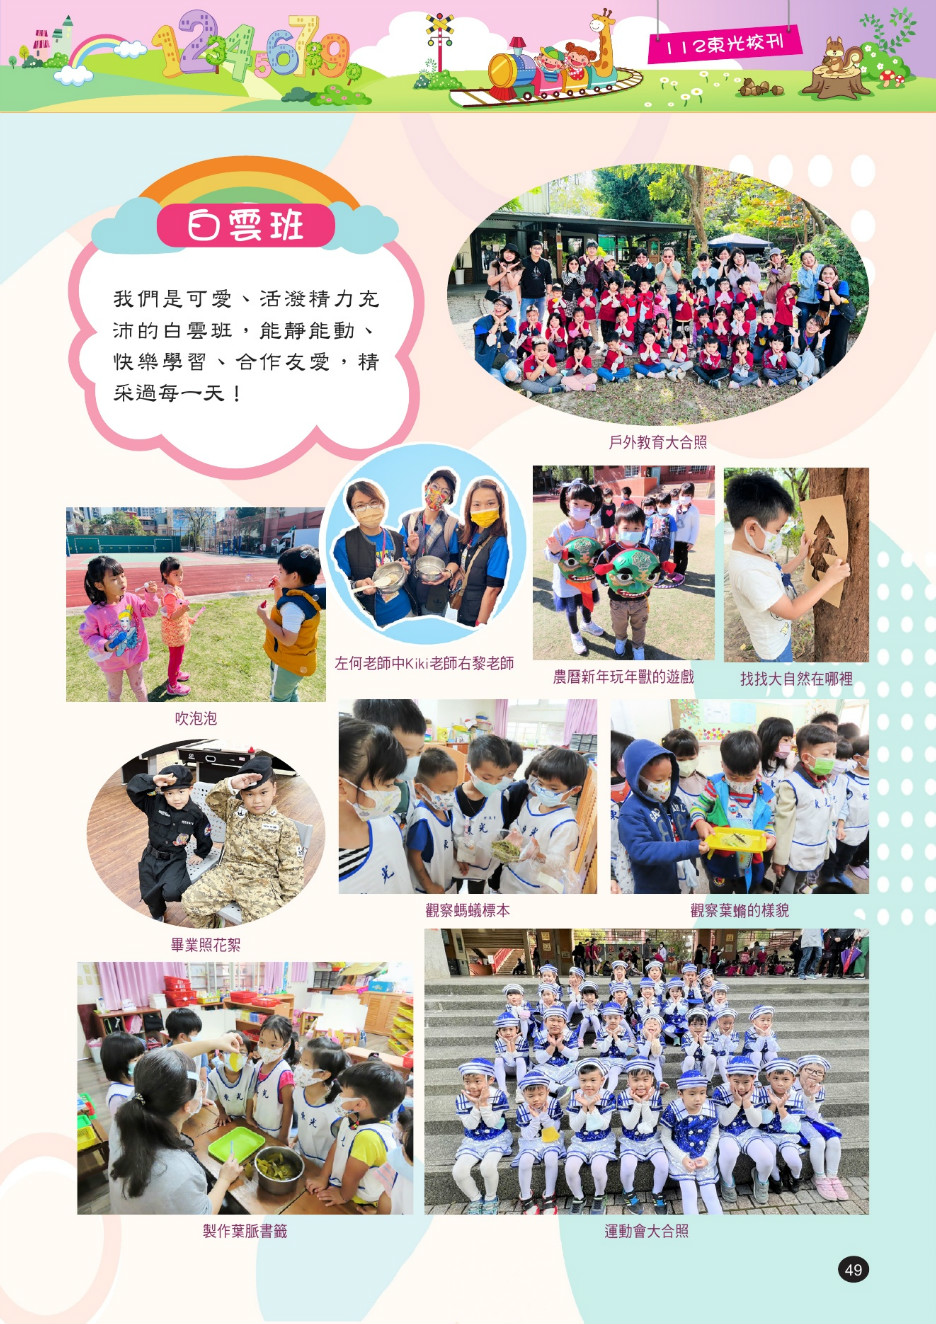 112東光校刊
白雲班
我們是可愛、活潑精力充
沛的白雲班，能靜能動、
快樂學習、合作友愛，精
采過每一天！
戶外教育大合照
左何老師中Kiki老師右黎老師
農曆新年玩年獸的遊戲
找找大自然在哪裡
吹泡泡
觀察螞蟻標本
觀察葉蟻的樣貌
畢業照花絮
製作葉脈書籤
運動會大合照
49